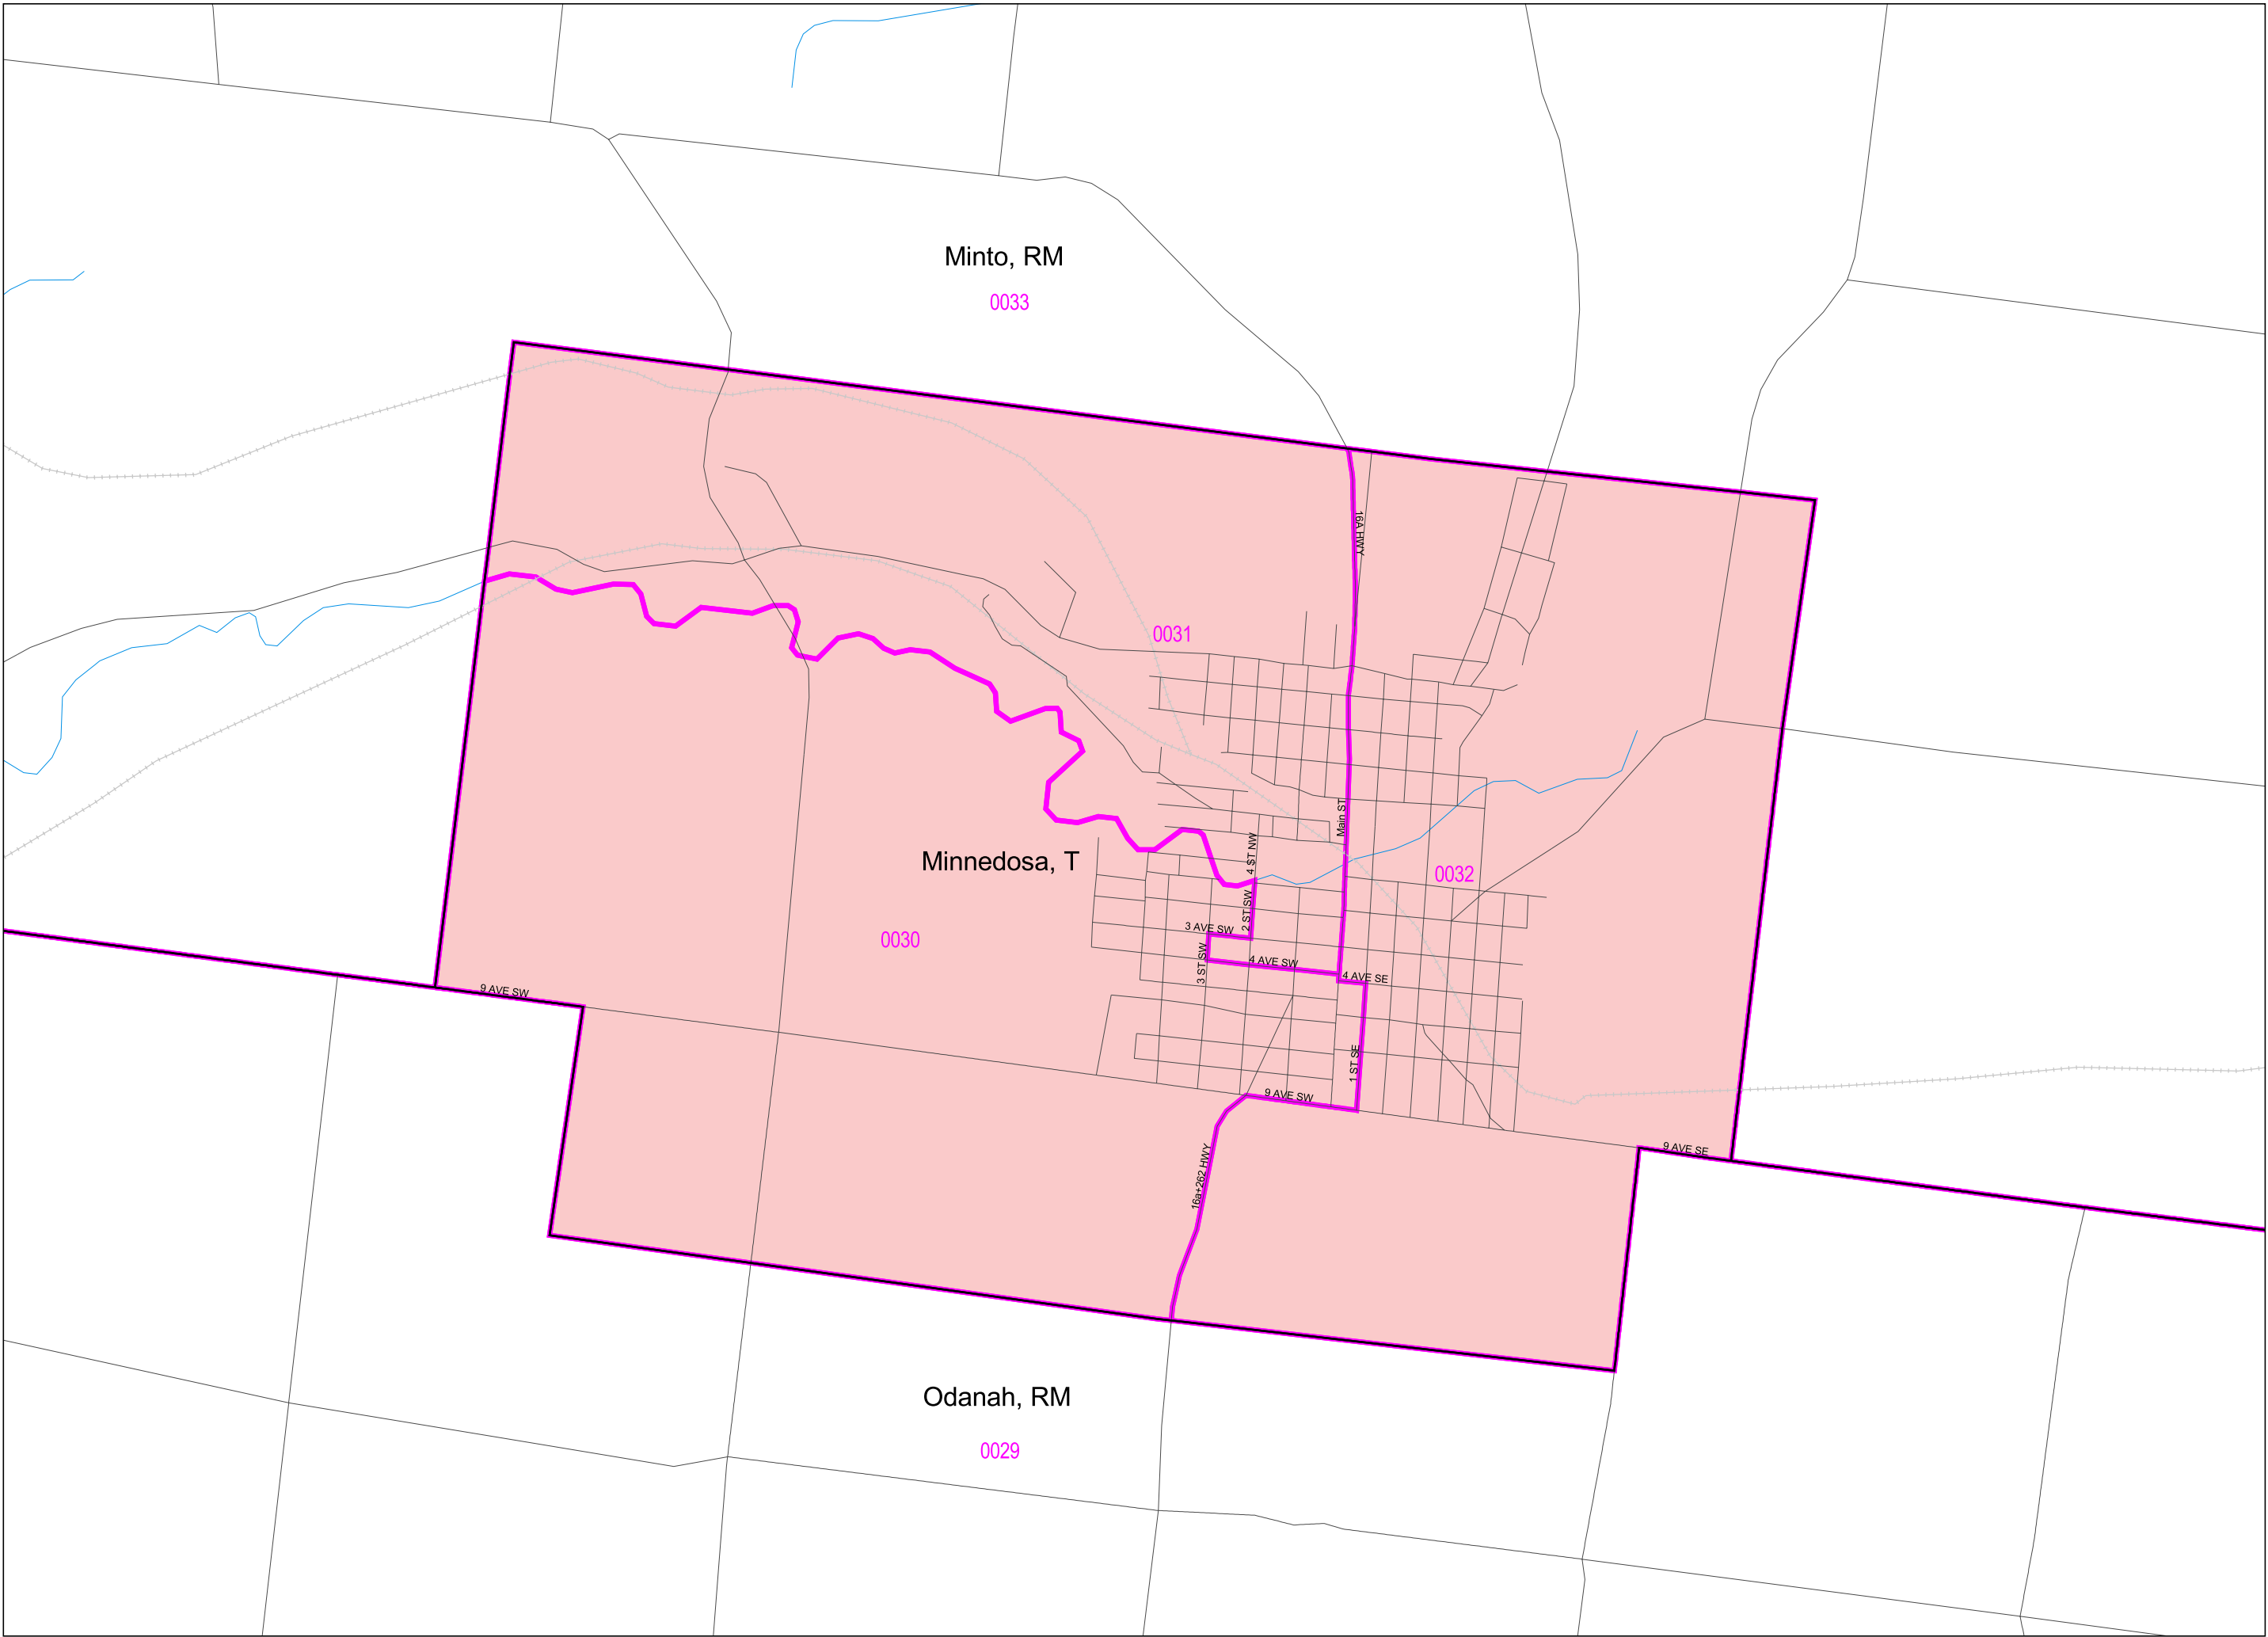 Minto, RM
0033
16A HWY
0031
Main ST
4 ST NW
Minnedosa, T
0032
2 ST SW
3 AVE SW
0030
3 ST SW
4 AVE SW
4 AVE SE
9 AVE SW
1 ST SE
9 AVE SW
9 AVE SE
16a+262 HWY
Odanah, RM
0029